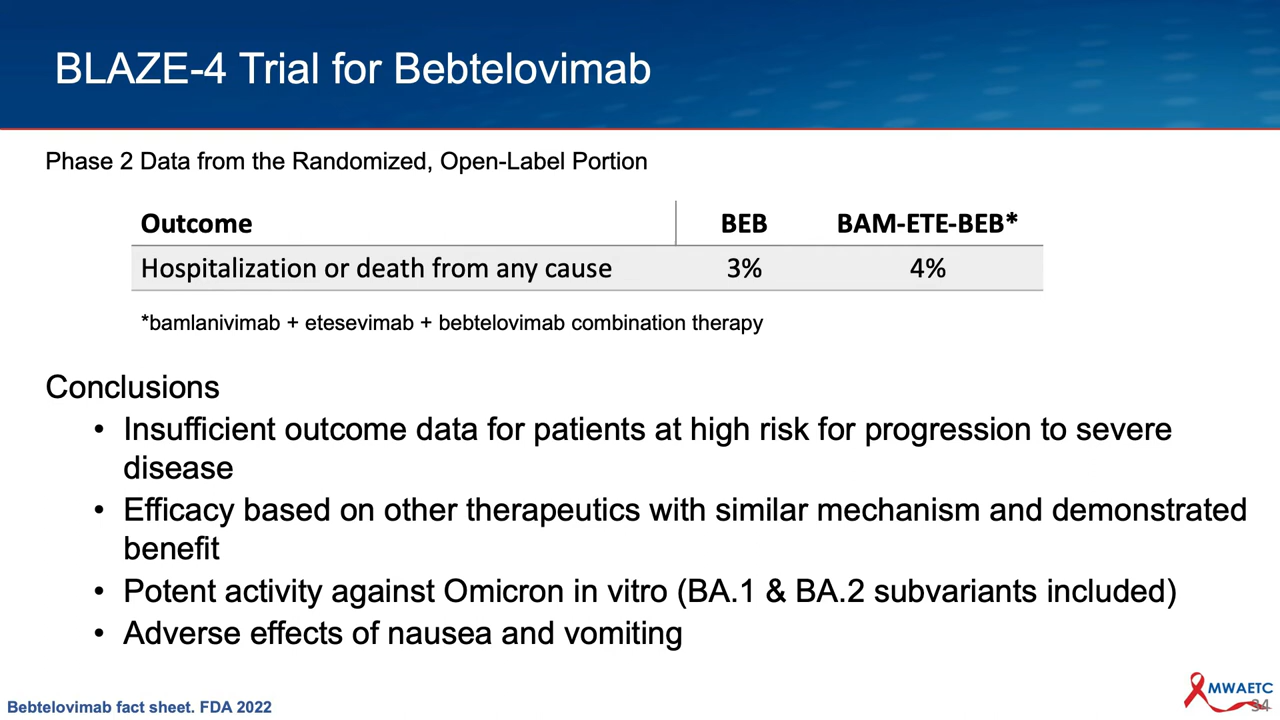 BLAZE-4 Trial for Bebtelovimab
Phase 2 Data from the Randomized, Open-Label Portion
Outcome BEB BAM-ETE-BEB*
Hospitalization or death from any cause 3% 4%
*bamlanivimab + etesevimab + bebtelovimab combination therapy
Conclusions
• Insufficient outcome data for patients at high risk for progression to severe
disease
• Efficacy based on other therapeutics with similar mechanism and demonstrated
benefit
• Potent activity against Omicron in vitro (BA.1 & BA.2 subvariants included)
• Adverse effects of nausea and vomiting
MWAETC
Bebtelovimab fact sheet. FDA 2022
34